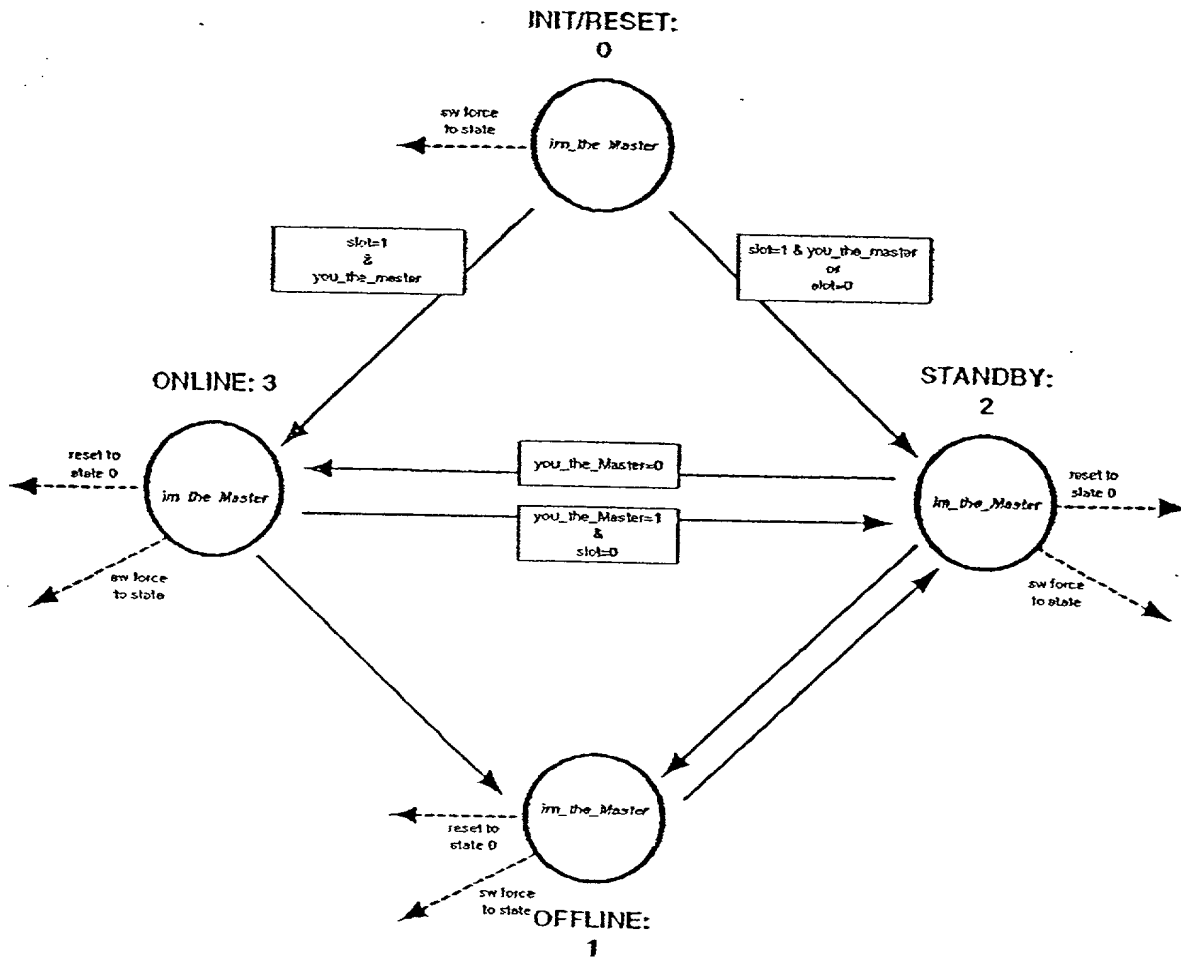 INIT/RESET:
0
sw force
to state
im_the Master
slot=1
&
you_the_master
slot=1 & you_the_master
or
slot=0
ONLINE: 3
STANDBY:
2
reset to
state 0
im the Master
you_the_Master=0
you_the_Master=1
&
slot=0
im_the_Master
reset to
state 0
sw force
to state
sw force
to state
im_the_Master
reset to
state 0
sw force
to state
OFFLINE:
1